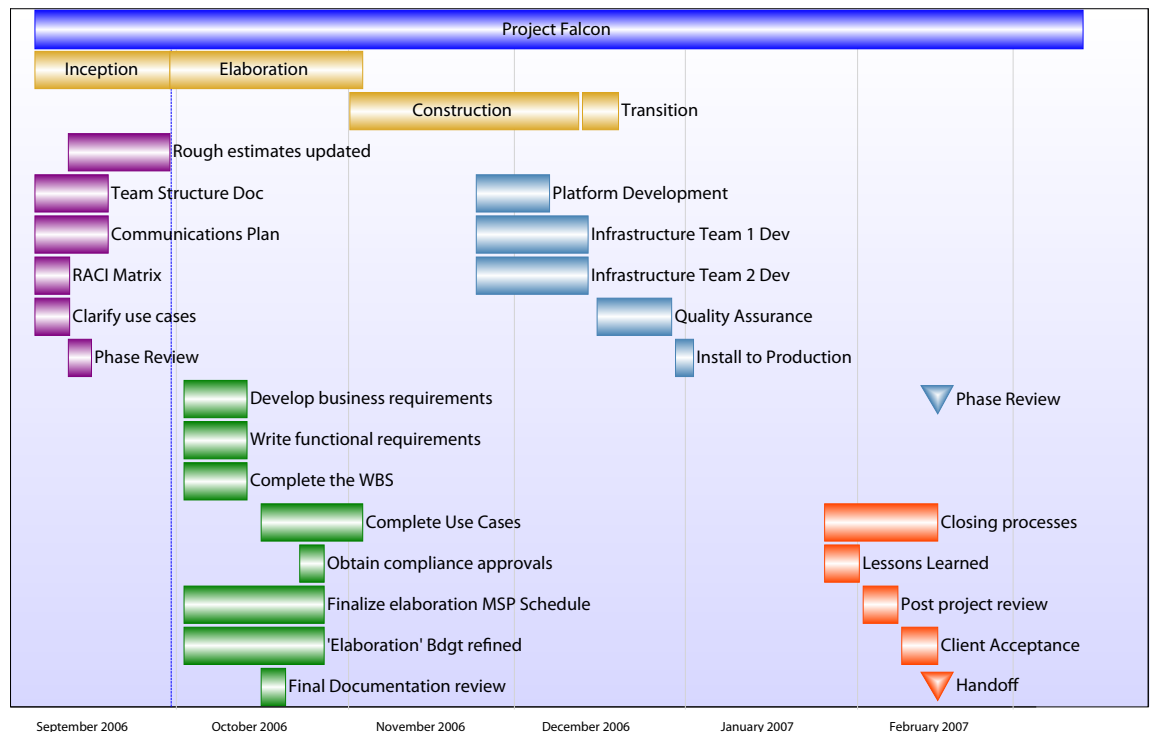 Project Falcon
Inception
Elaboration
Construction
Transition
Rough estimates updated
Team Structure Doc
Platform Development
Communications Plan
Infrastructure Team 1 Dev
RACI Matrix
Infrastructure Team 2 Dev
Clarify use cases
Quality Assurance
Phase Review
Install to Production
Develop business requirements
Phase Review
Write functional requirements
Complete the WBS
Complete Use Cases
Closing processes
Obtain compliance approvals
Lessons Learned
Finalize elaboration MSP Schedule
Post project review
'Elaboration' Bdgt refined
Client Acceptance
Final Documentation review
Handoff
September 2006
October 2006
November 2006
December 2006
January 2007
February 2007